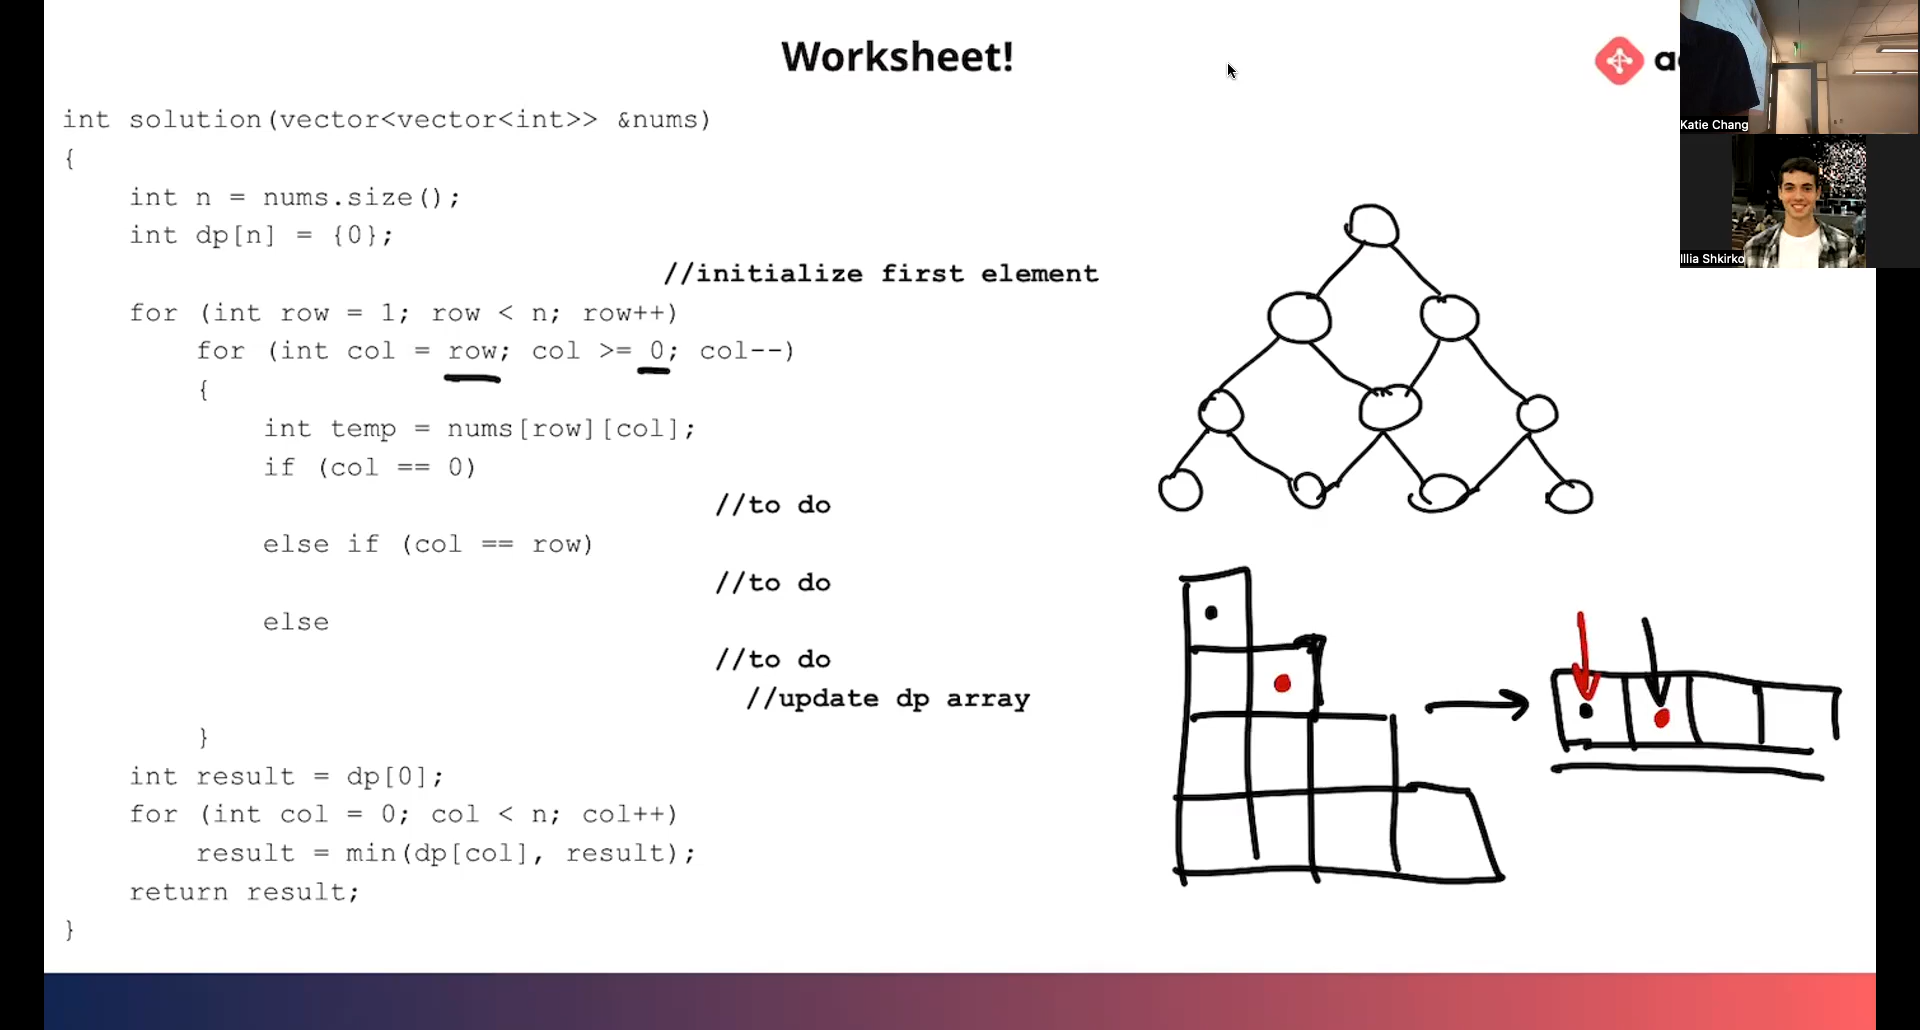 Worksheet!
int solution(vector<vector<int>> &nums)
{
int n = nums.size();
int dp[n] = {0};
//initialize first element
for (int row = 1; row < n; row++)
for (int col = row; col >= 0; col--)
{
int temp = nums[row][col];
if (col == 0)
//to do
else if (col == row)
//to do
else
//to do
//update dp array
}
int result = dp[0];
for (int col = 0; col < n; col++)
result = min(dp[col], result);
return result;
}
Katie Chang
Illia Shkirko